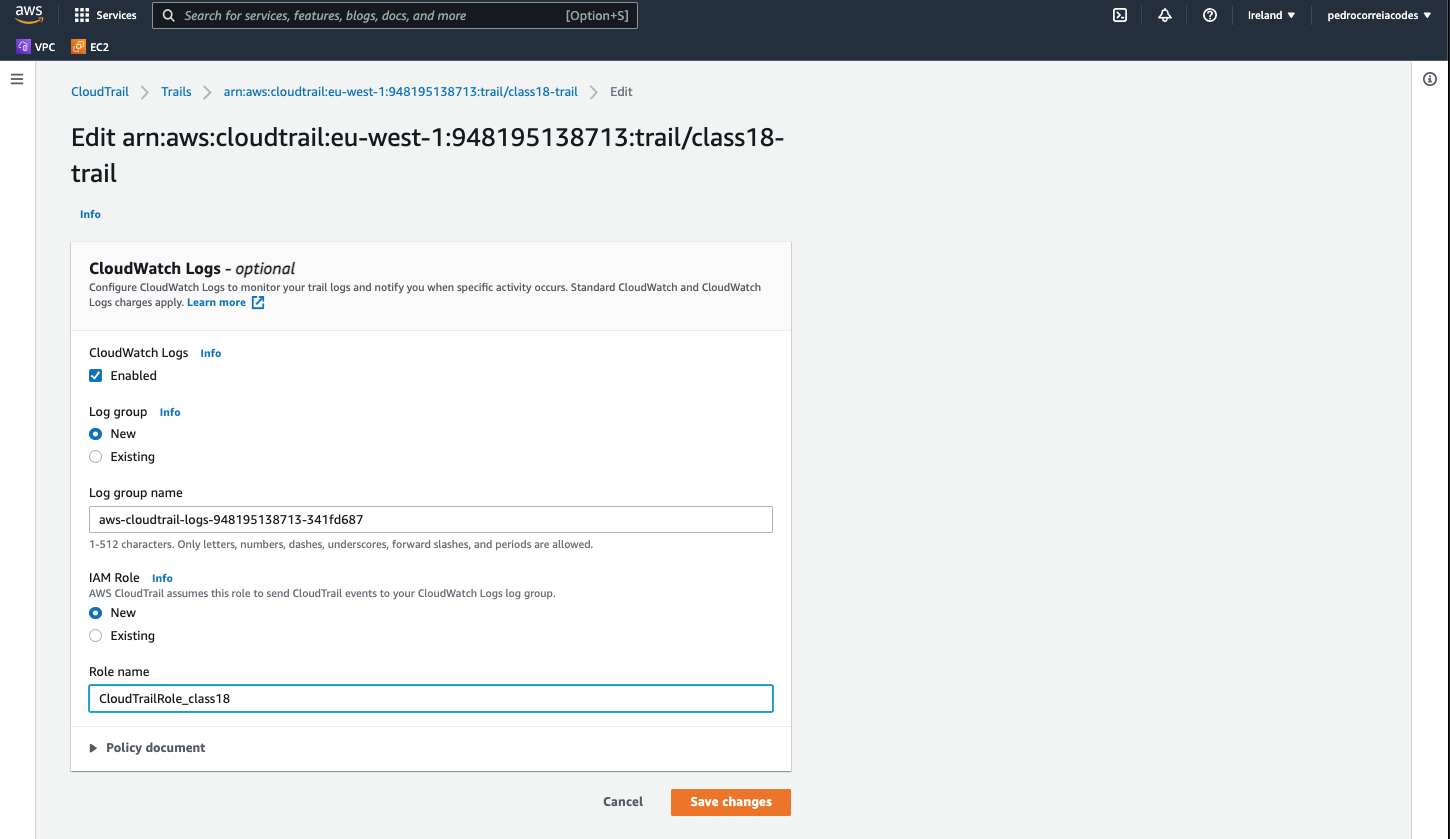 aws
Services
Search for services, features, blogs, docs, and more
[Option+S]
Ireland
pedrocorreiacodes
VPC
EC2
CloudTrail
Trails
arn:aws:cloudtrail:eu-west-1:948195138713:trail/class18-trail
Edit
Edit arn:aws:cloudtrail:eu-west-1:948195138713:trail/class18-
trail
Info
CloudWatch Logs - optional
Configure CloudWatch Logs to monitor your trail logs and notify you when specific activity occurs. Standard CloudWatch and CloudWatch
Logs charges apply. Learn more
CloudWatch Logs Info
Enabled
Log group Info
New
Existing
Log group name
aws-cloudtrail-logs-948195138713-341fd687
1-512 characters. Only letters, numbers, dashes, underscores, forward slashes, and periods are allowed.
IAM Role Info
AWS CloudTrail assumes this role to send CloudTrail events to your CloudWatch Logs log group.
New
Existing
Role name
CloudTrailRole_class18
Policy document
Cancel
Save changes